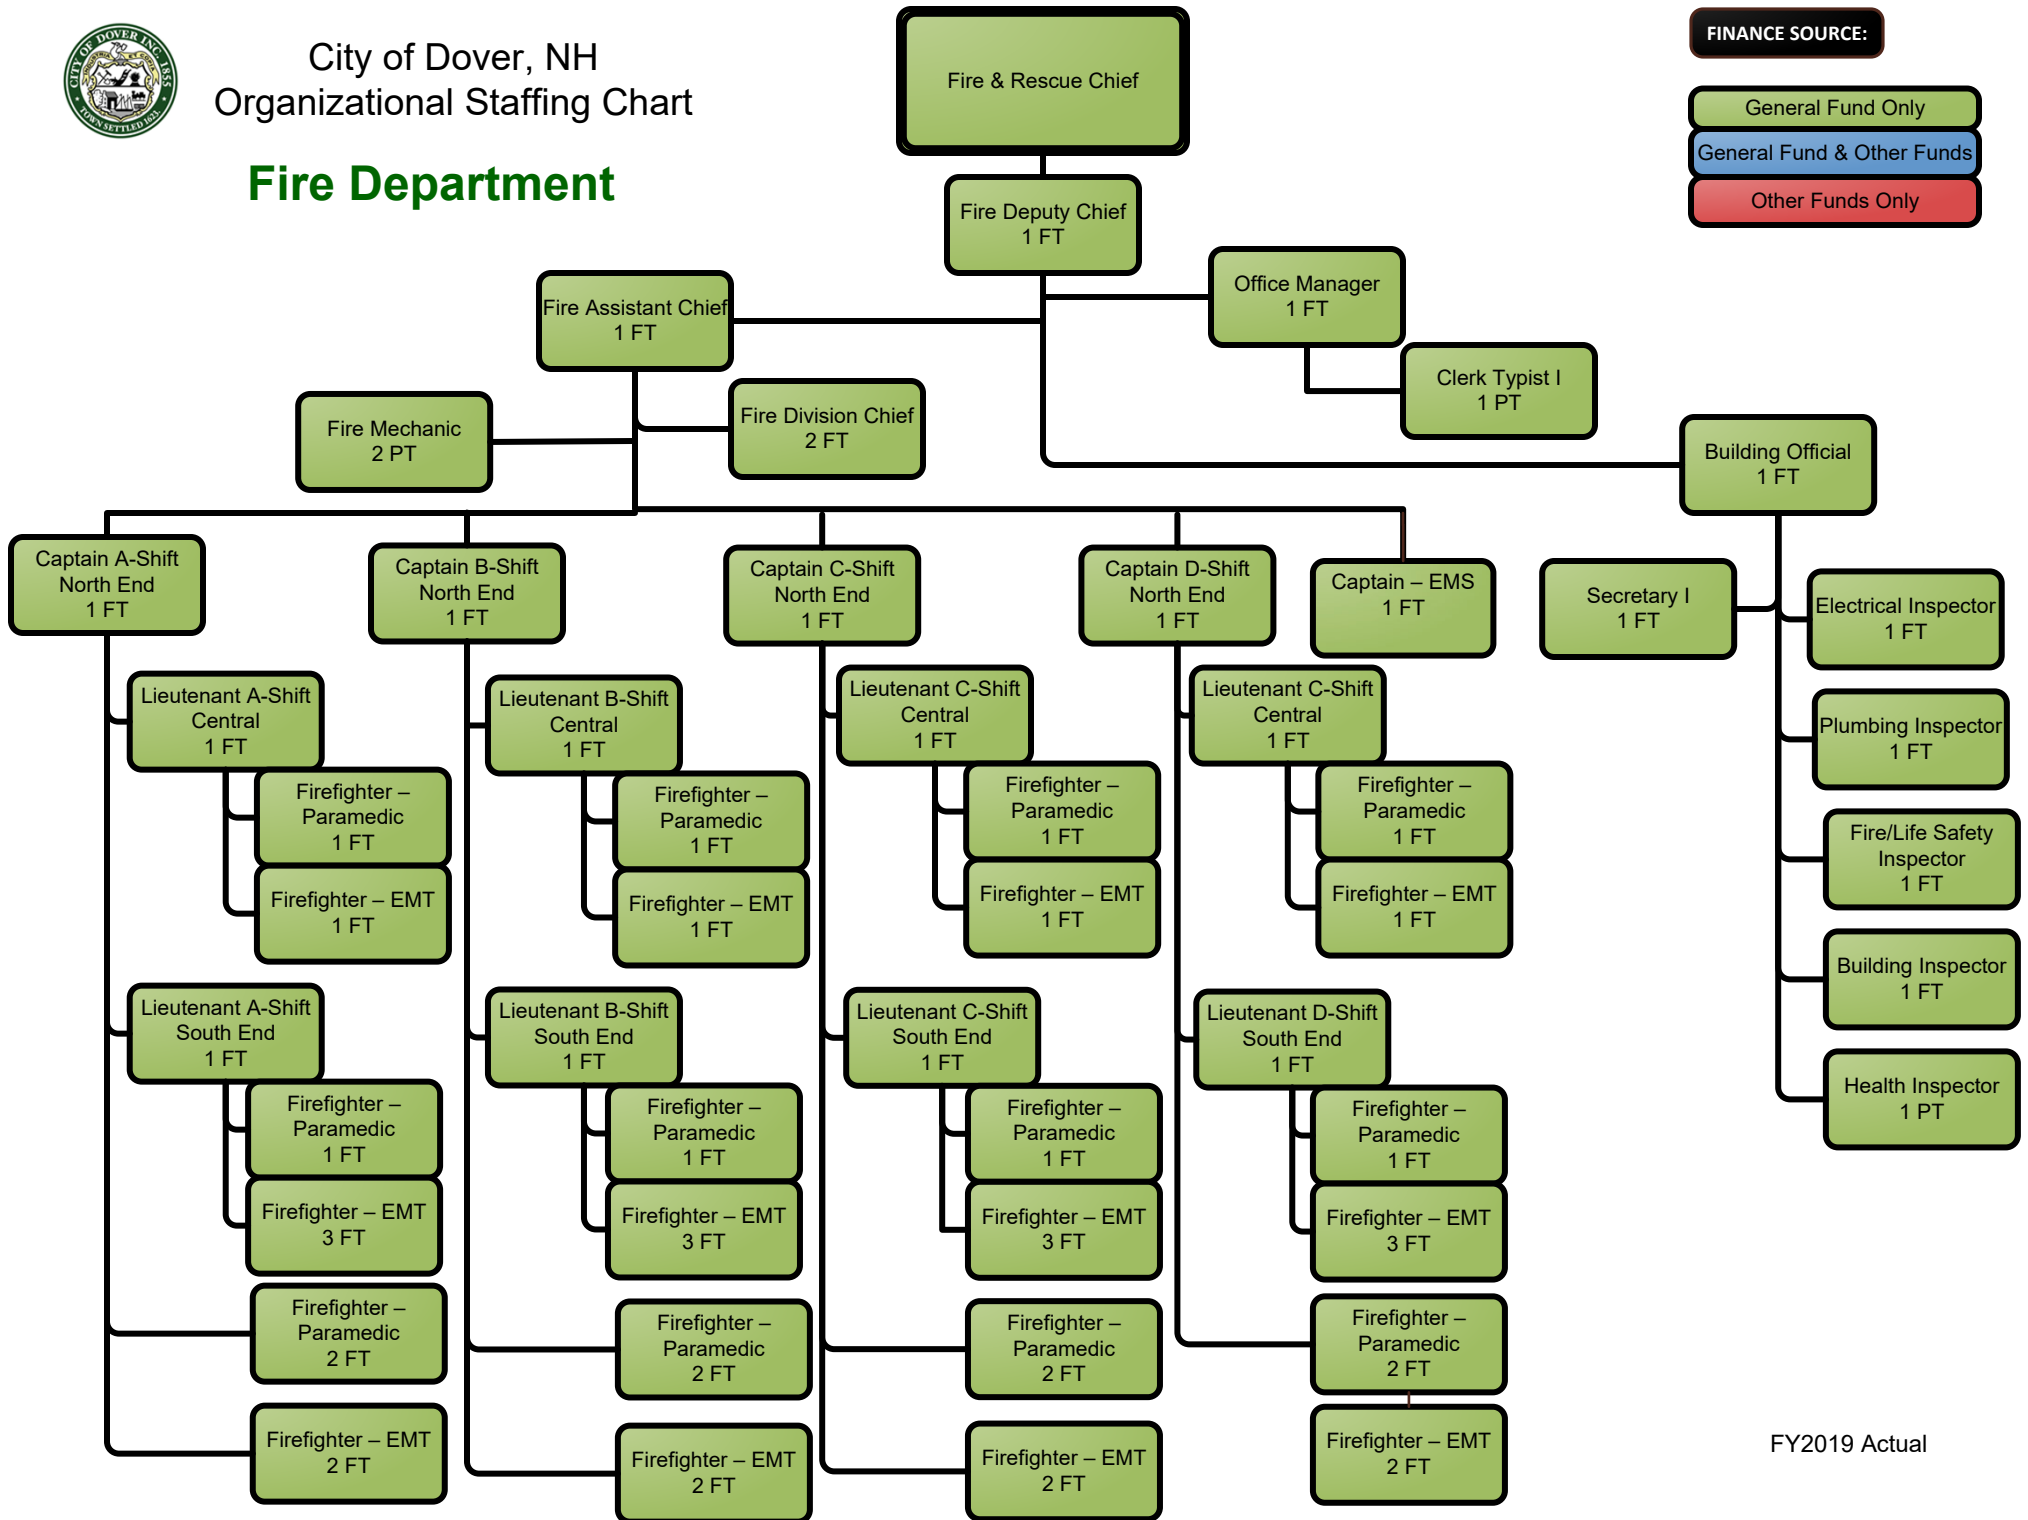 CITY OF DOVER INC. 1855
TOWN SETTLED 1623.
City of Dover, NH
Organizational Staffing Chart
Fire Department
FINANCE SOURCE:
General Fund Only
General Fund & Other Funds
Other Funds Only
Fire & Rescue Chief
Fire Deputy Chief
1 FT
Office Manager
1 FT
Fire Assistant Chief
1 FT
Clerk Typist I
1 PT
Fire Mechanic
2 PT
Fire Division Chief
2 FT
Building Official
1 FT
Captain A-Shift
North End
1 FT
Captain B-Shift
North End
1 FT
Captain C-Shift
North End
1 FT
Captain D-Shift
North End
1 FT
Captain – EMS
1 FT
Secretary I
1 FT
Electrical Inspector
1 FT
Plumbing Inspector
1 FT
Fire/Life Safety
Inspector
1 FT
Building Inspector
1 FT
Health Inspector
1 PT
Lieutenant A-Shift
Central
1 FT
Firefighter –
Paramedic
1 FT
Firefighter – EMT
1 FT
Lieutenant A-Shift
South End
1 FT
Firefighter –
Paramedic
1 FT
Firefighter – EMT
3 FT
Firefighter –
Paramedic
2 FT
Firefighter – EMT
2 FT
Lieutenant B-Shift
Central
1 FT
Firefighter –
Paramedic
1 FT
Firefighter – EMT
1 FT
Lieutenant B-Shift
South End
1 FT
Firefighter –
Paramedic
1 FT
Firefighter – EMT
3 FT
Firefighter –
Paramedic
2 FT
Firefighter – EMT
2 FT
Lieutenant C-Shift
Central
1 FT
Firefighter –
Paramedic
1 FT
Firefighter – EMT
1 FT
Lieutenant C-Shift
South End
1 FT
Firefighter –
Paramedic
1 FT
Firefighter – EMT
3 FT
Firefighter –
Paramedic
2 FT
Firefighter – EMT
2 FT
Lieutenant C-Shift
Central
1 FT
Firefighter –
Paramedic
1 FT
Firefighter – EMT
1 FT
Lieutenant D-Shift
South End
1 FT
Firefighter –
Paramedic
1 FT
Firefighter – EMT
3 FT
Firefighter –
Paramedic
2 FT
Firefighter – EMT
2 FT
FY2019 Actual